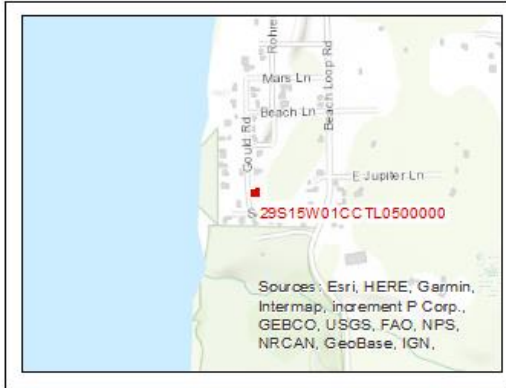 Rohre
Mars Ln
Beach Loop Rd
Beach Ln
Gould Rd
E Jupiter Ln
S 29S15W01CCTL0500000
Sources: Esri, HERE, Garmin,
Intermap, increment P Corp.,
GEBCO, USGS, FAO, NPS,
NRCAN, GeoBase, IGN,